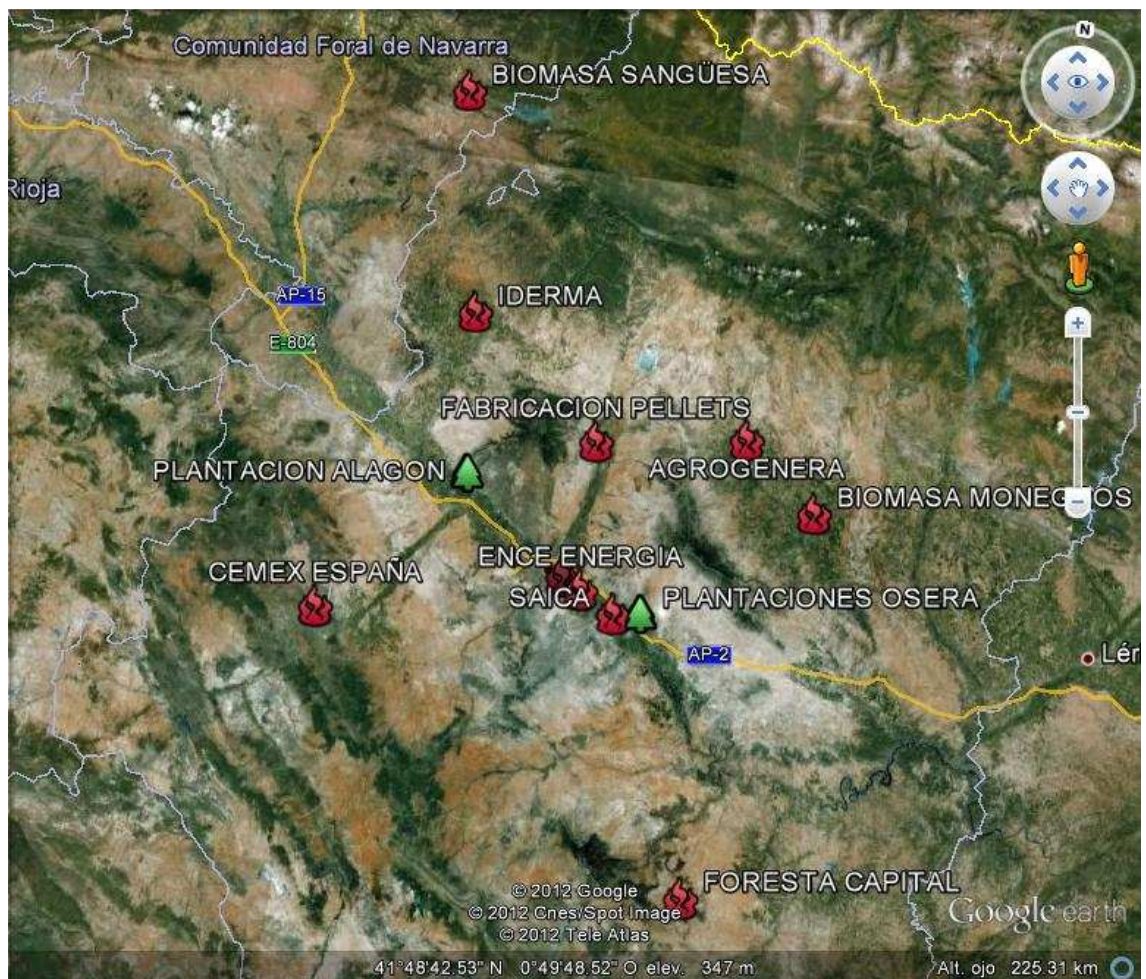 N
Comunidad Foral de Navarra
BIOMASA SANGÜESA
Rioja
IDERMA
AP-15
E-804
FABRICACION PELLETS
PLANTACION ALAGON
AGROGENERA
BIOMASA MONEGROS
ENCE ENERGIA
CEMEX ESPAÑA
SAICA
PLANTACIONES OSERA
AP-2
Lér
FORESTA CAPITAL
© 2012 Google
© 2012 Cnes/Spot Image
© 2012 Tele Atlas
Google earth
41°48'42.53" N 0°49'48.52" O elev. 347 m Alt. ojo 225.31 km